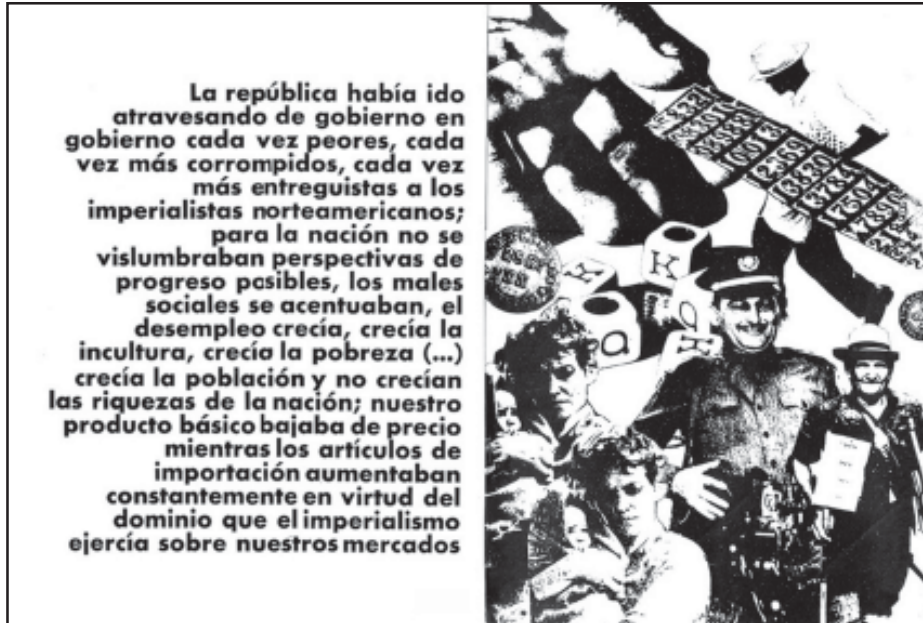 La república había ido
atravesando de gobierno en
gobierno cada vez peores, cada
vez más corrompidos, cada vez
más entreguistas a los
imperialistas norteamericanos;
para la nación no se
vislumbraban perspectivas de
progreso posibles, los males
sociales se acentuaban, el
desempleo crecía, crecía la
incultura, crecía la pobreza (...)
crecía la población y no crecían
las riquezas de la nación; nuestro
producto básico bajaba de precio
mientras los artículos de
importación aumentaban
constantemente en virtud del
dominio que el imperialismo
ejercía sobre nuestros mercados
K
Q